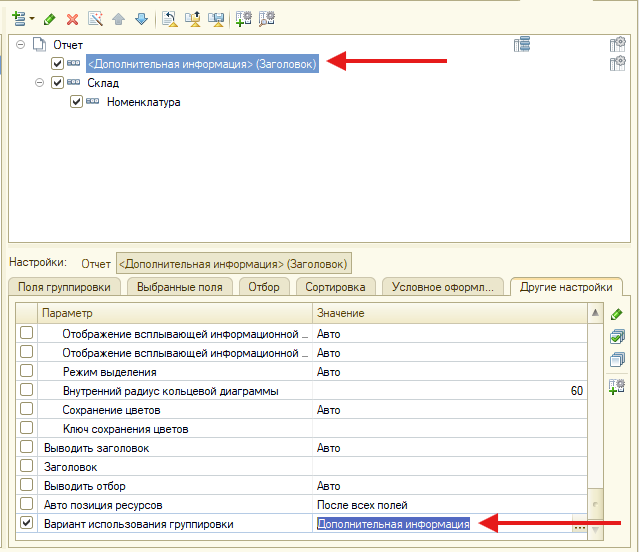 Отчет
<Дополнительная информация> (Заголовок)
Склад
Номенклатура
Настройки: Отчет <Дополнительная информация> (Заголовок)
Поля группировки Выбранные поля Отбор Сортировка Условное оформл... Другие настройки
Параметр Значение
Отображение всплывающей информационной ... Авто
Отображение всплывающей информационной ... Авто
Режим выделения Авто
Внутренний радиус кольцевой диаграммы 60
Сохранение цветов Авто
Ключ сохранения цветов
Выводить заголовок Авто
Заголовок
Выводить отбор Авто
Авто позиция ресурсов После всех полей
Вариант использования группировки Дополнительная информация ...